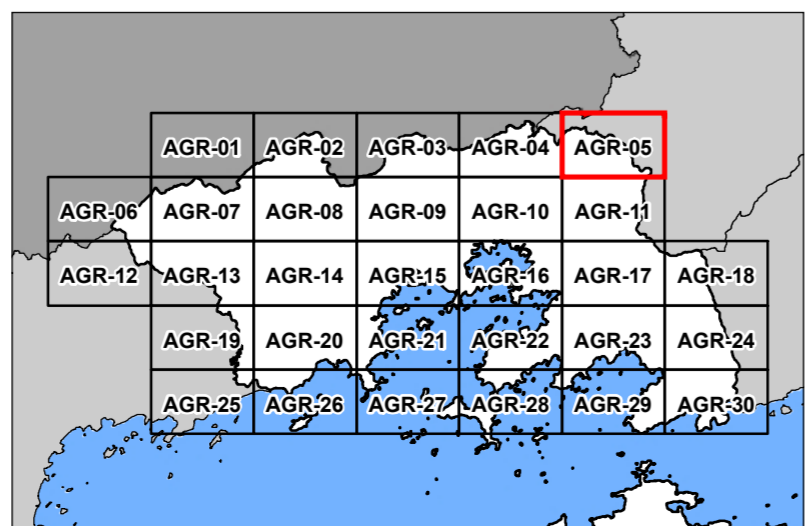 AGR-01 AGR-02 AGR-03 AGR-04 AGR-05
AGR-06 AGR-07 AGR-08 AGR-09 AGR-10 AGR-11
AGR-12 AGR-13 AGR-14 AGR-15 AGR-16 AGR-17 AGR-18
AGR-19 AGR-20 AGR-21 AGR-22 AGR-23 AGR-24
AGR-25 AGR-26 AGR-27 AGR-28 AGR-29 AGR-30